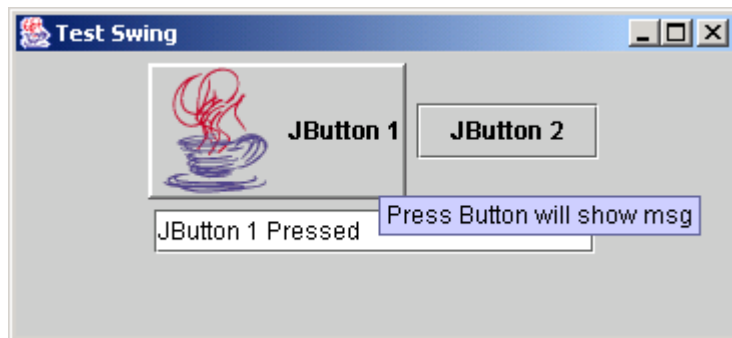 Test Swing
JButton 1
JButton 2
Press Button will show msg
JButton 1 Pressed